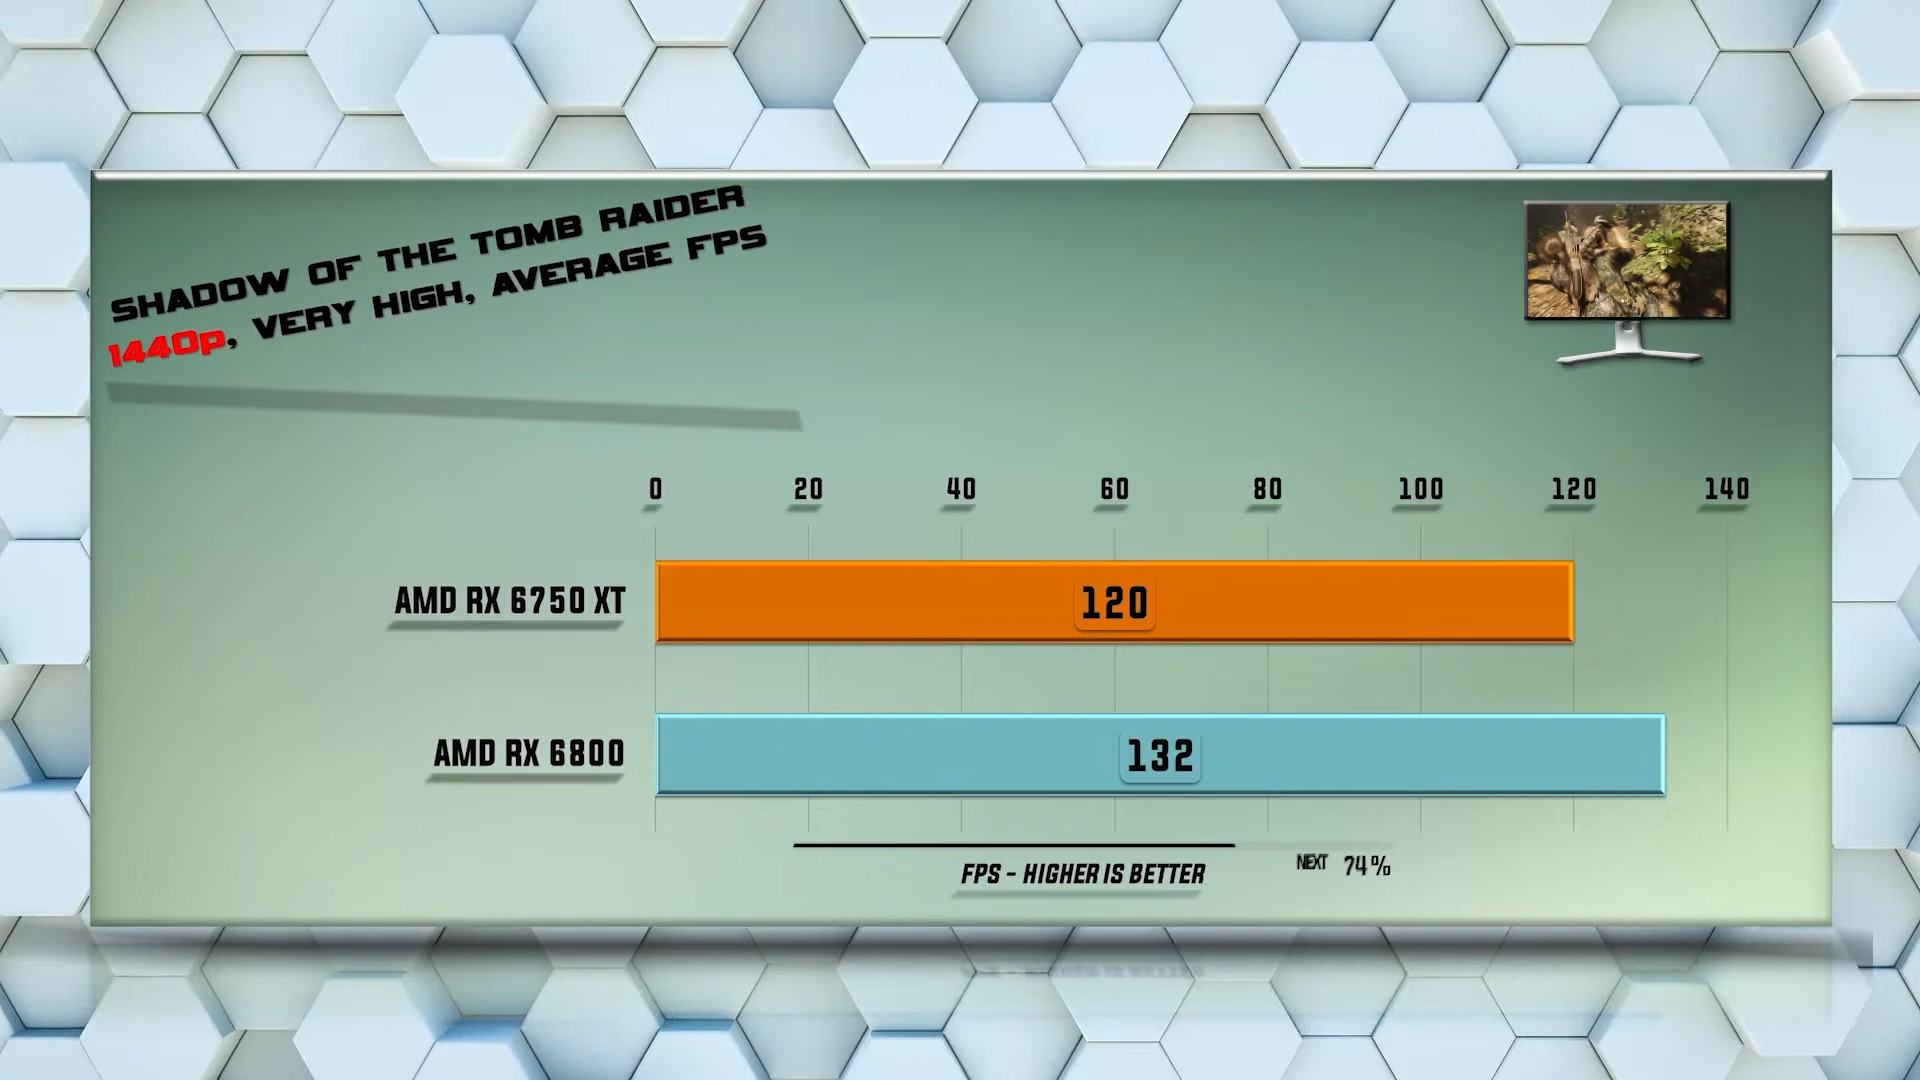 SHADOW OF THE TOMB RAIDER
1440p, VERY HIGH, AVERAGE FPS
0 20 40 60 80 100 120 140
AMD RX 6750 XT 120
AMD RX 6800 132
FPS - HIGHER IS BETTER NEXT 74%